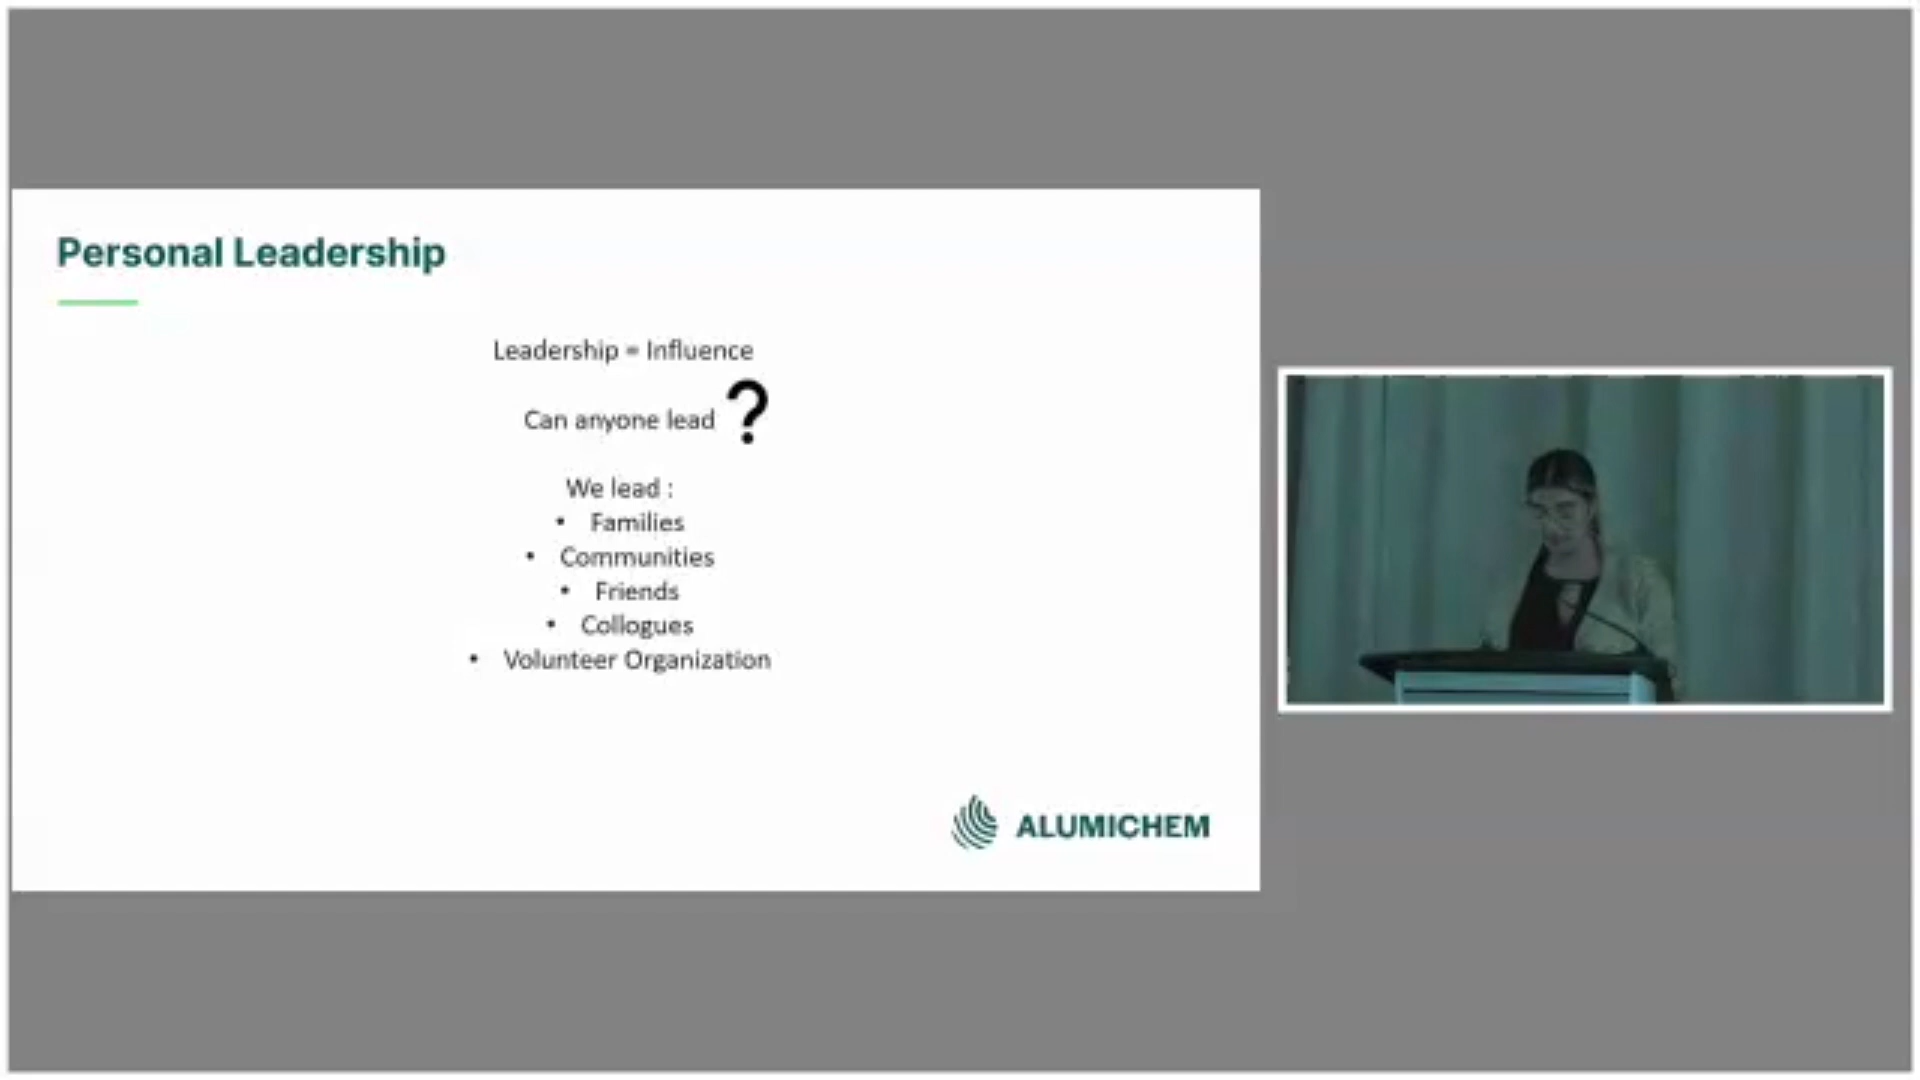 Personal Leadership
Leadership = Influence
Can anyone lead ?
We lead :
• Families
• Communities
• Friends
• Collogues
• Volunteer Organization
ALUMICHEM